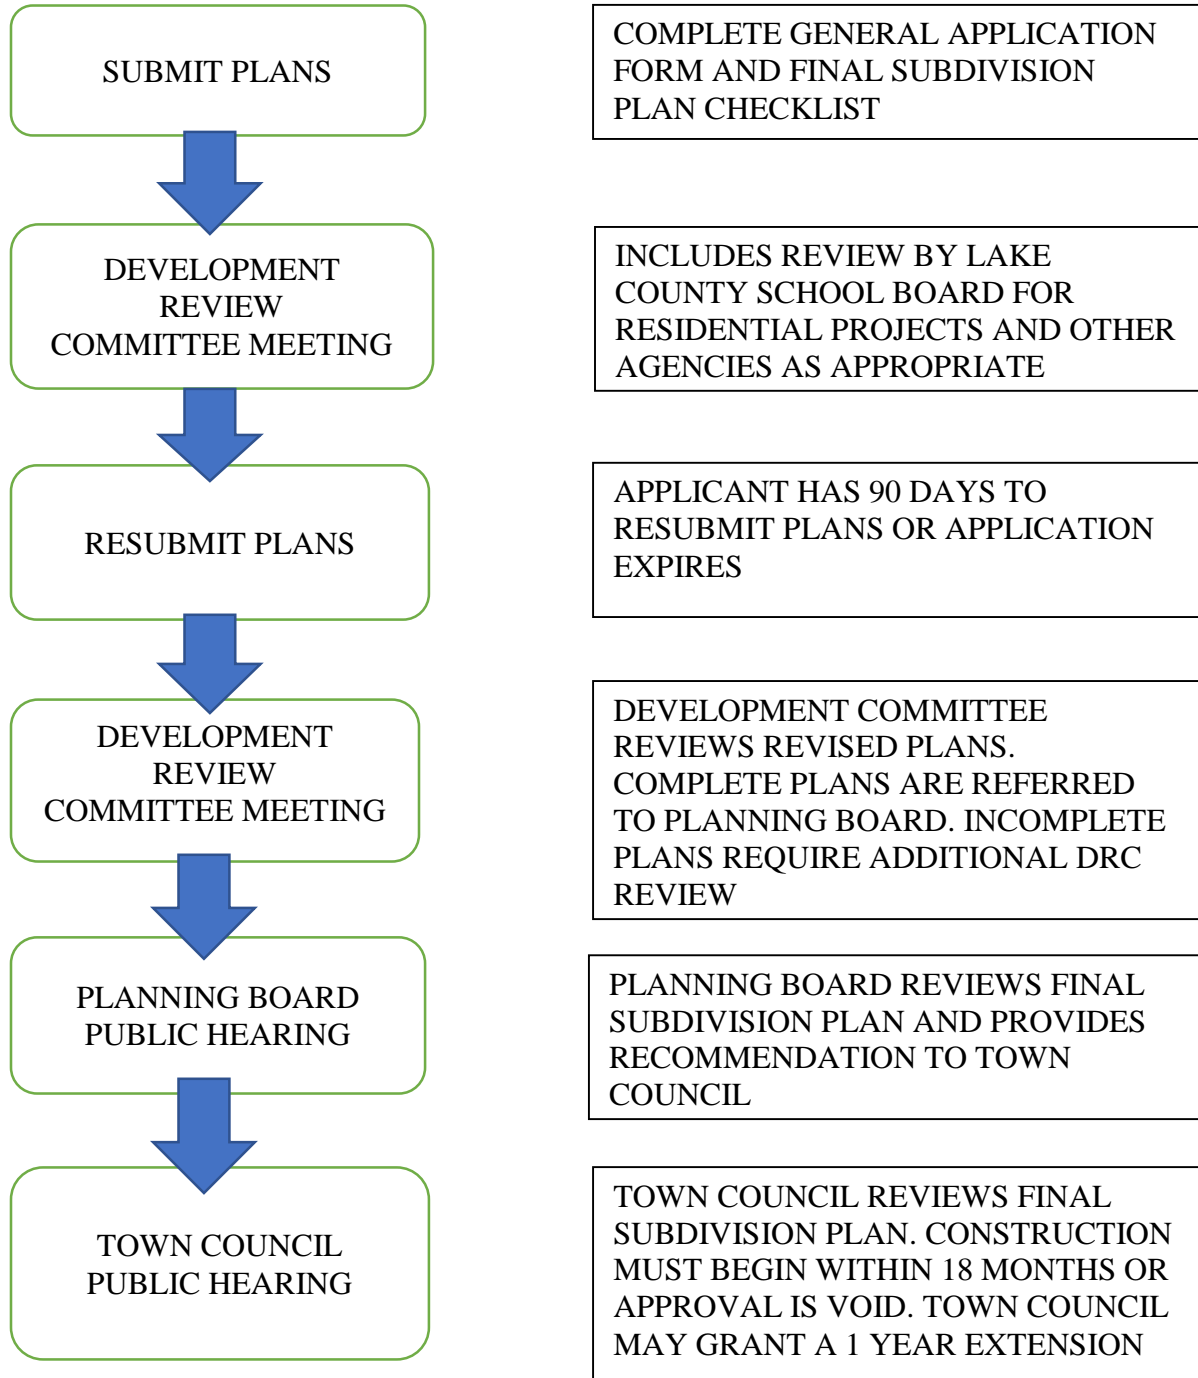 SUBMIT PLANS
COMPLETE GENERAL APPLICATION
FORM AND FINAL SUBDIVISION
PLAN CHECKLIST
DEVELOPMENT
REVIEW
COMMITTEE MEETING
INCLUDES REVIEW BY LAKE
COUNTY SCHOOL BOARD FOR
RESIDENTIAL PROJECTS AND OTHER
AGENCIES AS APPROPRIATE
RESUBMIT PLANS
APPLICANT HAS 90 DAYS TO
RESUBMIT PLANS OR APPLICATION
EXPIRES
DEVELOPMENT
REVIEW
COMMITTEE MEETING
DEVELOPMENT COMMITTEE
REVIEWS REVISED PLANS.
COMPLETE PLANS ARE REFERRED
TO PLANNING BOARD. INCOMPLETE
PLANS REQUIRE ADDITIONAL DRC
REVIEW
PLANNING BOARD
PUBLIC HEARING
PLANNING BOARD REVIEWS FINAL
SUBDIVISION PLAN AND PROVIDES
RECOMMENDATION TO TOWN
COUNCIL
TOWN COUNCIL
PUBLIC HEARING
TOWN COUNCIL REVIEWS FINAL
SUBDIVISION PLAN. CONSTRUCTION
MUST BEGIN WITHIN 18 MONTHS OR
APPROVAL IS VOID. TOWN COUNCIL
MAY GRANT A 1 YEAR EXTENSION